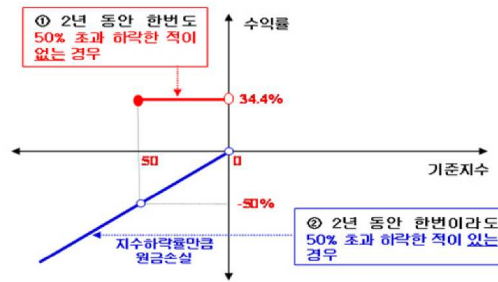 ① 2년 동안 한번도
50% 초과 하락한 적이
없는 경우
수익률
34.4%
50
0
기준지수
-50%
지수하락률만큼
원금손실
② 2년 동안 한번이라도
50% 초과 하락한 적이 있는
경우